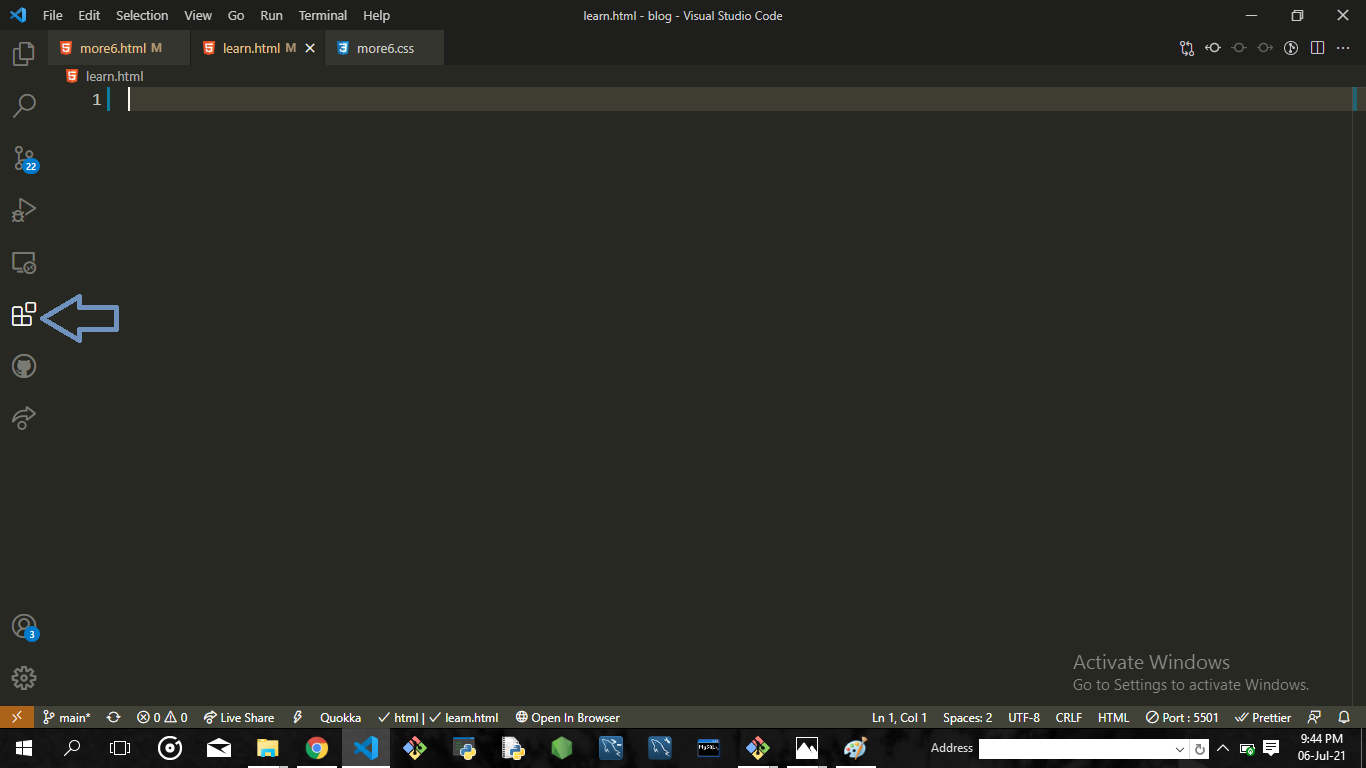 File Edit Selection View Go Run Terminal Help learn.html - blog - Visual Studio Code
more6.html M learn.html M more6.css
learn.html
1
22
3
Activate Windows
Go to Settings to activate Windows.
main* 0 0 Live Share Quokka html | learn.html Open In Browser Ln 1, Col 1 Spaces: 2 UTF-8 CRLF HTML Port : 5501 Prettier
MySQL Address 9:44 PM
06-Jul-21